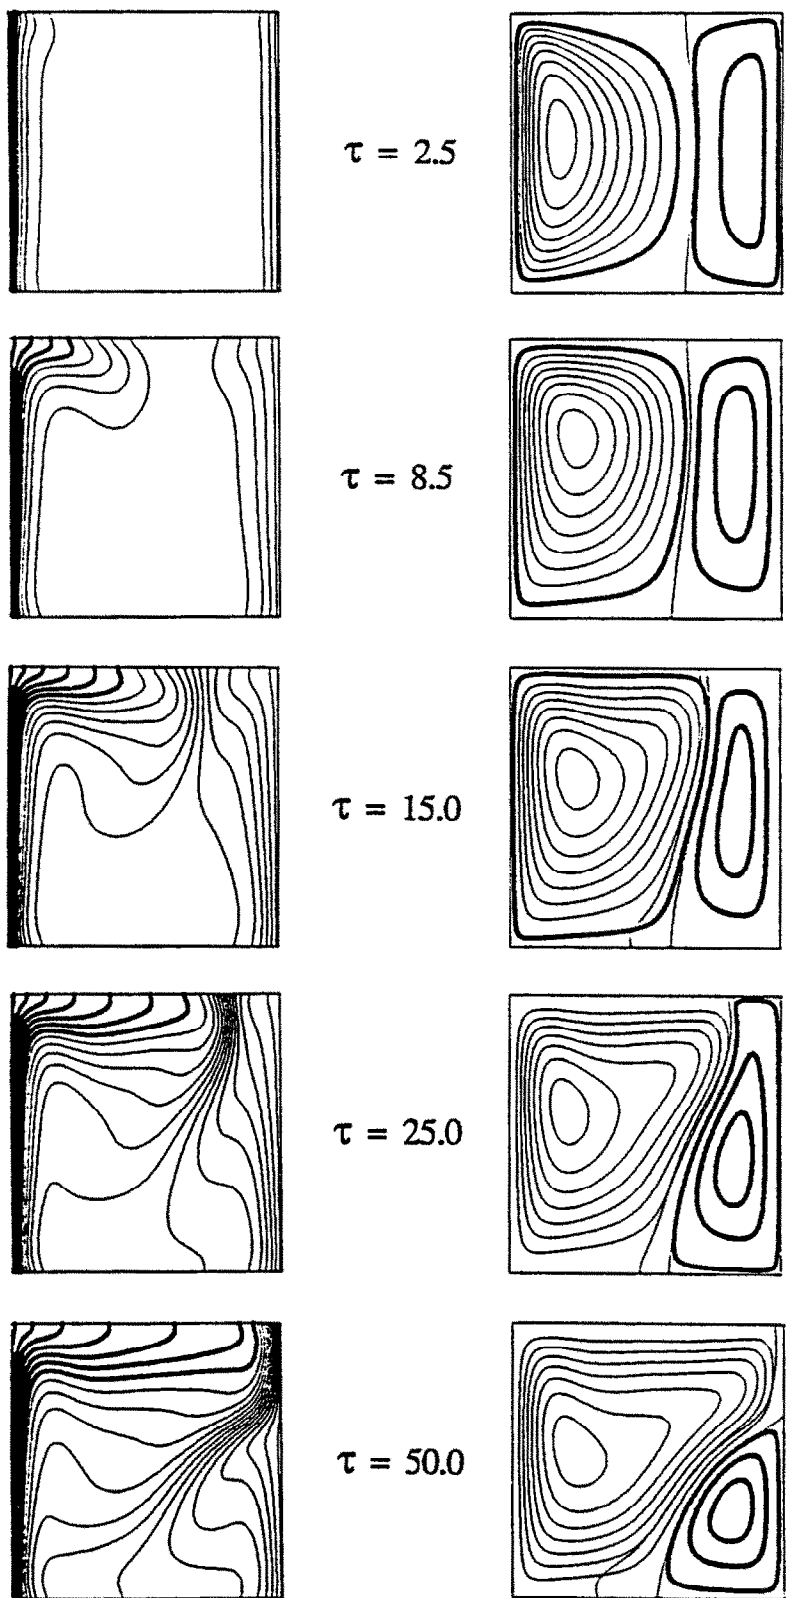 τ = 2.5
τ = 8.5
τ = 15.0
τ = 25.0
τ = 50.0